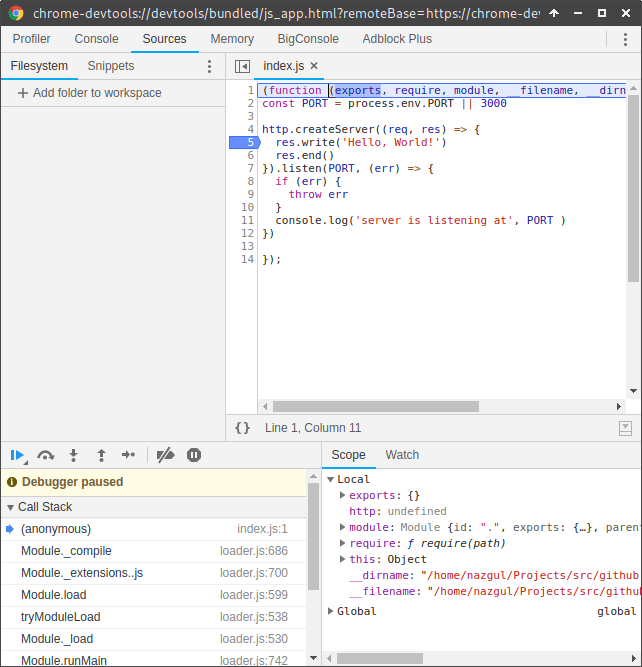 chrome-devtools://devtools/bundled/js_app.html?remoteBase=https://chrome-dev
Profiler Console Sources Memory BigConsole Adblock Plus
Filesystem Snippets
index.js
Add folder to workspace
1 (function (exports, require, module, __filename, __dirn
2 const PORT = process.env.PORT || 3000
3
4 http.createServer((req, res) => {
5 res.write('Hello, World!')
6 res.end()
7 }).listen(PORT, (err) => {
8 if (err) {
9 throw err
10 }
11 console.log('server is listening at', PORT )
12 })
13
14 });
{} Line 1, Column 11
Debugger paused
Call Stack
(anonymous) index.js:1
Module._compile loader.js:686
Module._extensions..js loader.js:700
Module.load loader.js:599
tryModuleLoad loader.js:538
Module._load loader.js:530
Module.runMain loader.js:742
Scope Watch
Local
exports: {}
http: undefined
module: Module {id: ".", exports: {…}, paren
require: ƒ require(path)
this: Object
__dirname: "/home/nazgul/Projects/src/github
__filename: "/home/nazgul/Projects/src/githu
Global global